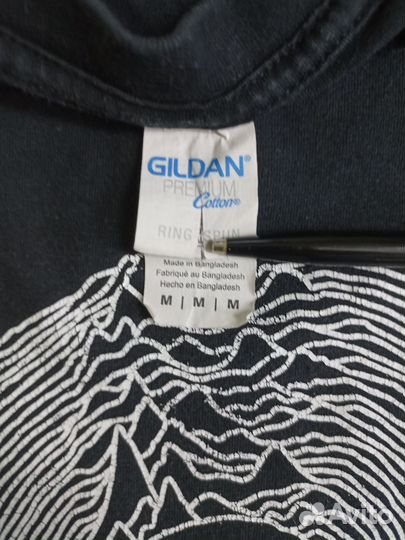 GILDAN®
PREMIUM
Cotton®
RING SPUN
Made in Bangladesh
Fabriqué au Bangladesh
Hecho en Bangladesh
M | M | M
Avito